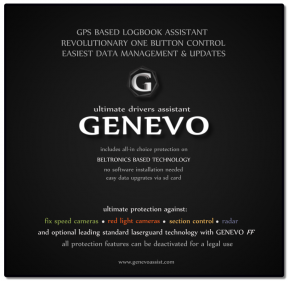 GPS BASED LOGBOOK ASSISTANT
REVOLUTIONARY ONE BUTTON CONTROL
EASIEST DATA MANAGEMENT & UPDATES
G
ultimate drivers assistant
GENEVO
includes all-in choice protection on
BELTRONICS BASED TECHNOLOGY
no software installation needed
easy data upgrades via sd card
ultimate protection against:
fix speed cameras • red light cameras • section control • radar
and optional leading standard laserguard technology with GENEVO FF
all protection features can be deactivated for a legal use
www.genevoassist.com